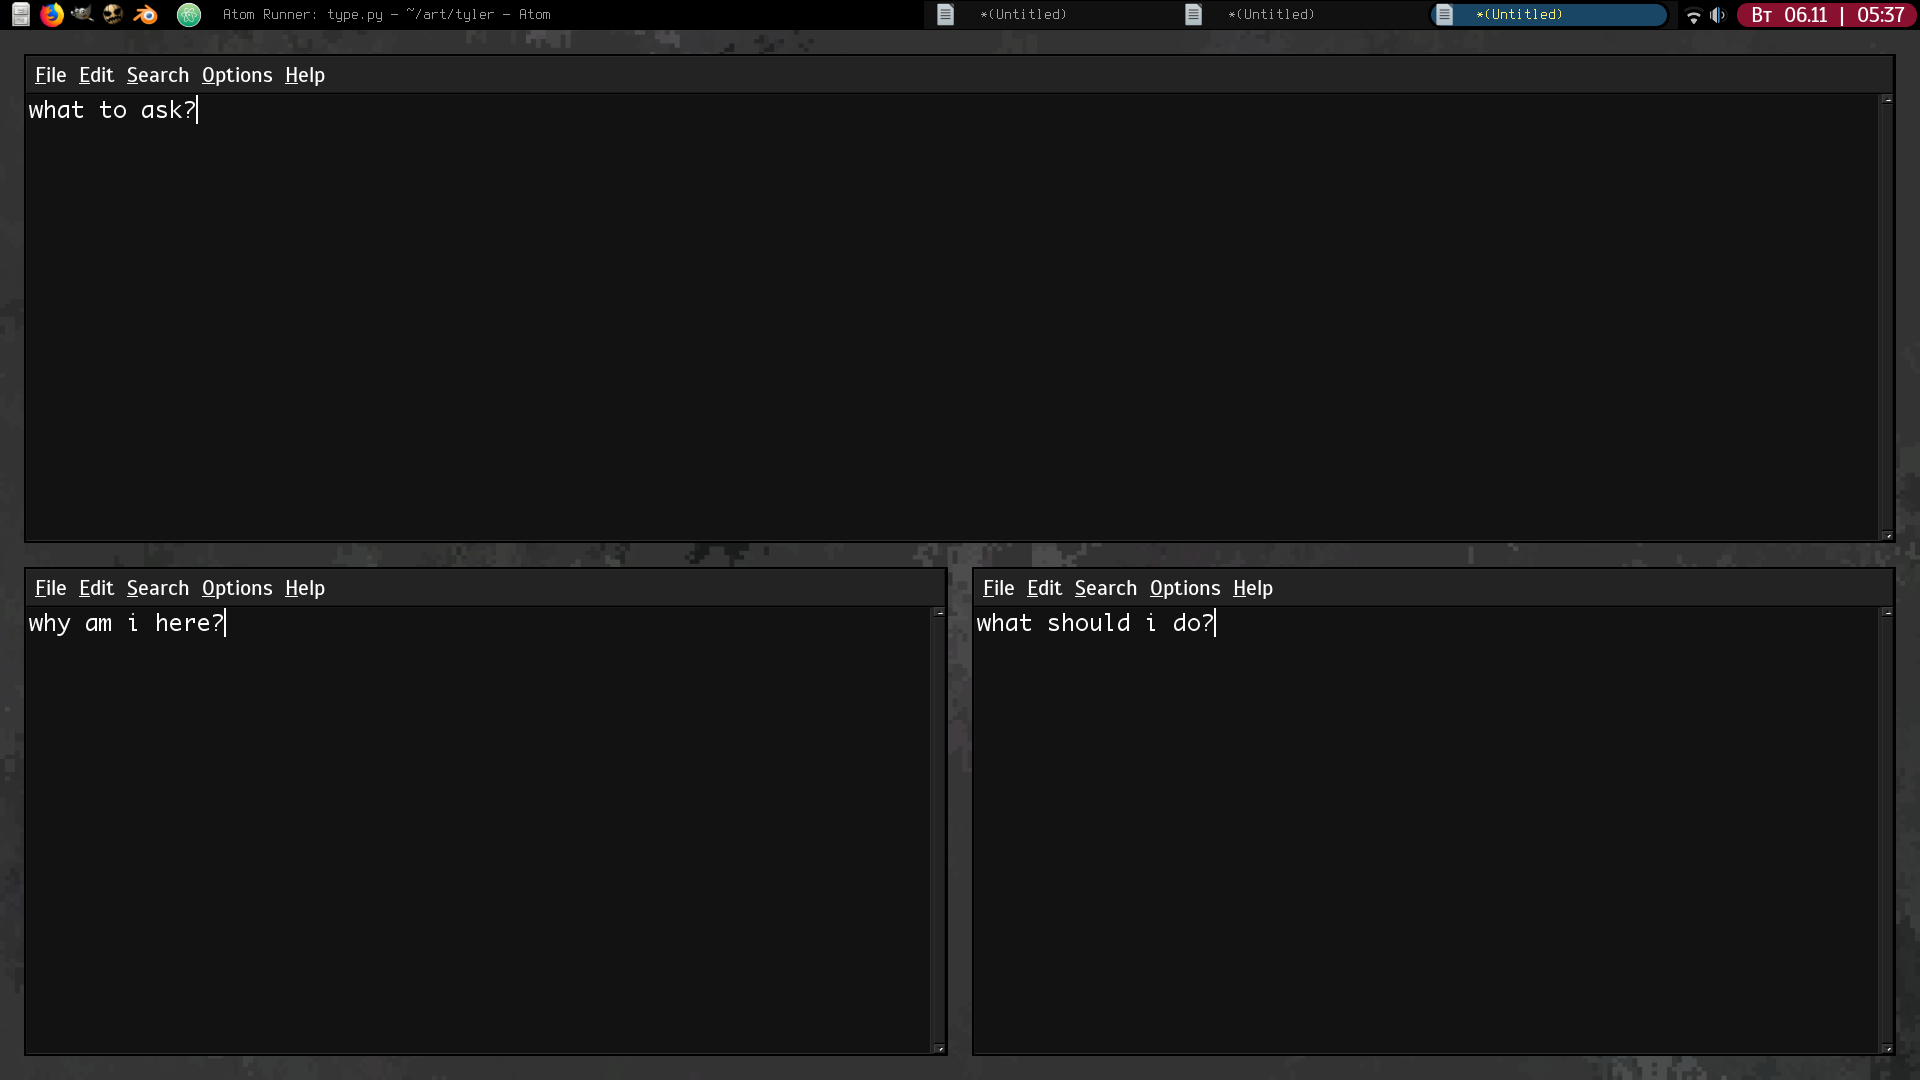 Atom Runner: type.py – ~/art/tyler – Atom
*(Untitled)
*(Untitled)
*(Untitled)
Вт 06.11 | 05:37
File Edit Search Options Help
what to ask?
File Edit Search Options Help
why am i here?
File Edit Search Options Help
what should i do?